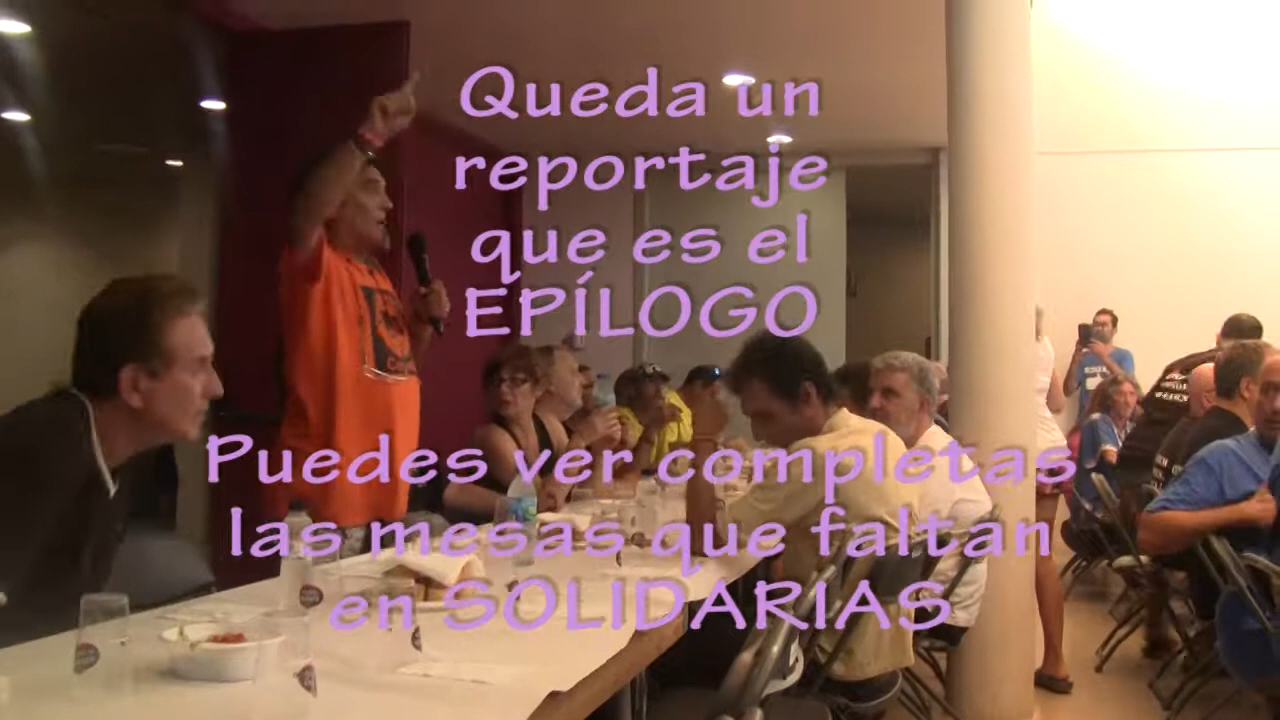 Queda un
reportaje
que es el
EPÍLOGO
Puedes ver completas
las mesas que faltan
en SOLIDARIAS